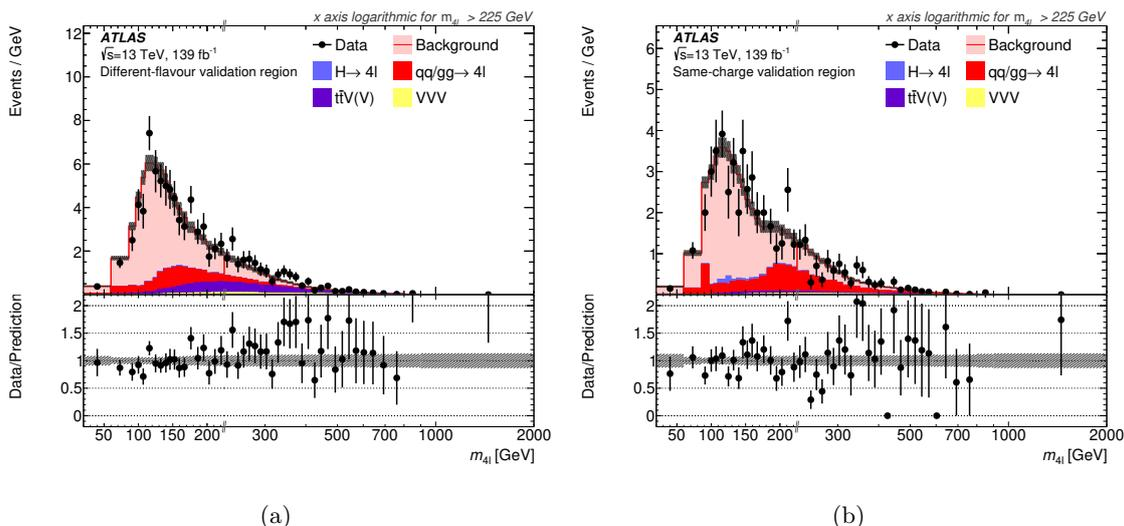 x axis logarithmic for m4l > 225 GeV
Events / GeV
12
10
8
6
4
2
ATLAS
√s=13 TeV, 139 fb-1
Different-flavour validation region
Data
Background
H→ 4l
qq/gg→ 4l
tt̄V(V)
VVV
Data/Prediction
2
1.5
1
0.5
0
50 100 150 200 300 500 700 1000 2000
m4l [GeV]
(a)
x axis logarithmic for m4l > 225 GeV
Events / GeV
6
5
4
3
2
1
ATLAS
√s=13 TeV, 139 fb-1
Same-charge validation region
Data
Background
H→ 4l
qq/gg→ 4l
tt̄V(V)
VVV
Data/Prediction
2
1.5
1
0.5
0
50 100 150 200 300 500 700 1000 2000
m4l [GeV]
(b)